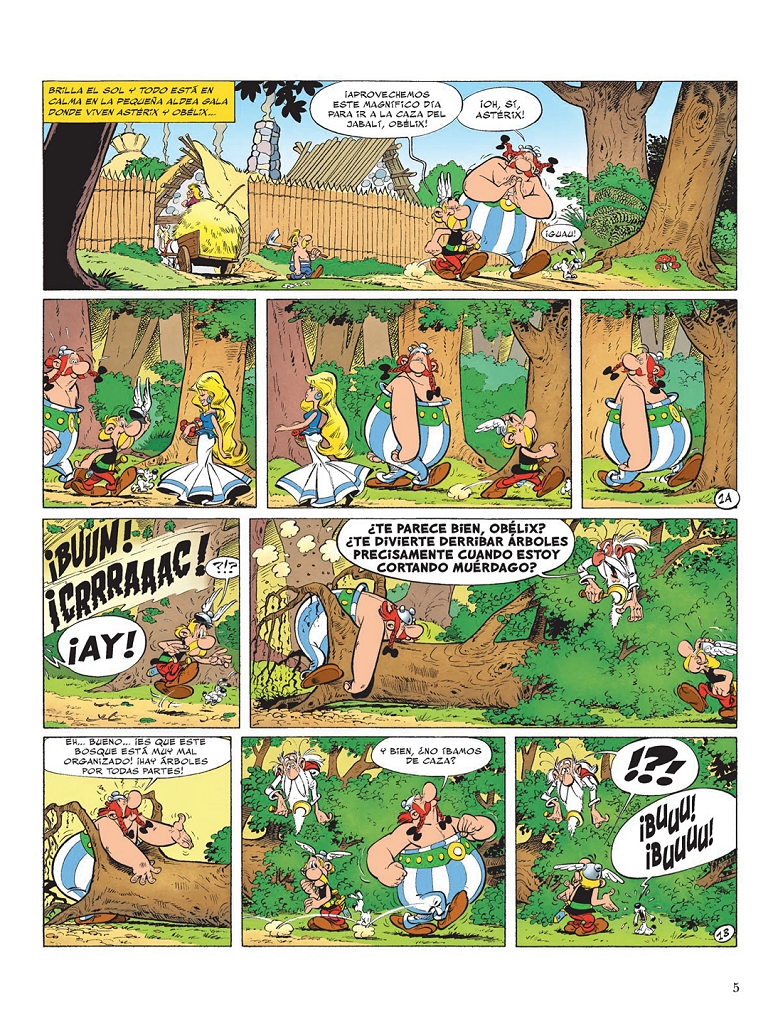 BRILLA EL SOL Y TODO ESTÁ EN
CALMA EN LA PEQUEÑA ALDEA GALA
DONDE VIVEN ASTÉRIX Y OBÉLIX...
¡APROVECHEMOS
ESTE MAGNÍFICO DÍA
PARA IR A LA CAZA DEL
JABALÍ, OBÉLIX!
¡OH, SÍ,
ASTÉRIX!
¡GUAU!
1A
¡BUUM!
¡CRRRAAAC!
?!?
¡AY!
¿TE PARECE BIEN, OBÉLIX?
¿TE DIVIERTE DERRIBAR ÁRBOLES
PRECISAMENTE CUANDO ESTOY
CORTANDO MUÉRDAGO?
EH... BUENO... ¡ES QUE ESTE
BOSQUE ESTÁ MUY MAL
ORGANIZADO! ¡HAY ÁRBOLES
POR TODAS PARTES!
Y BIEN, ¿NO ÍBAMOS
DE CAZA?
!?!
¡BUUU!
¡BUUUU!
1B
5